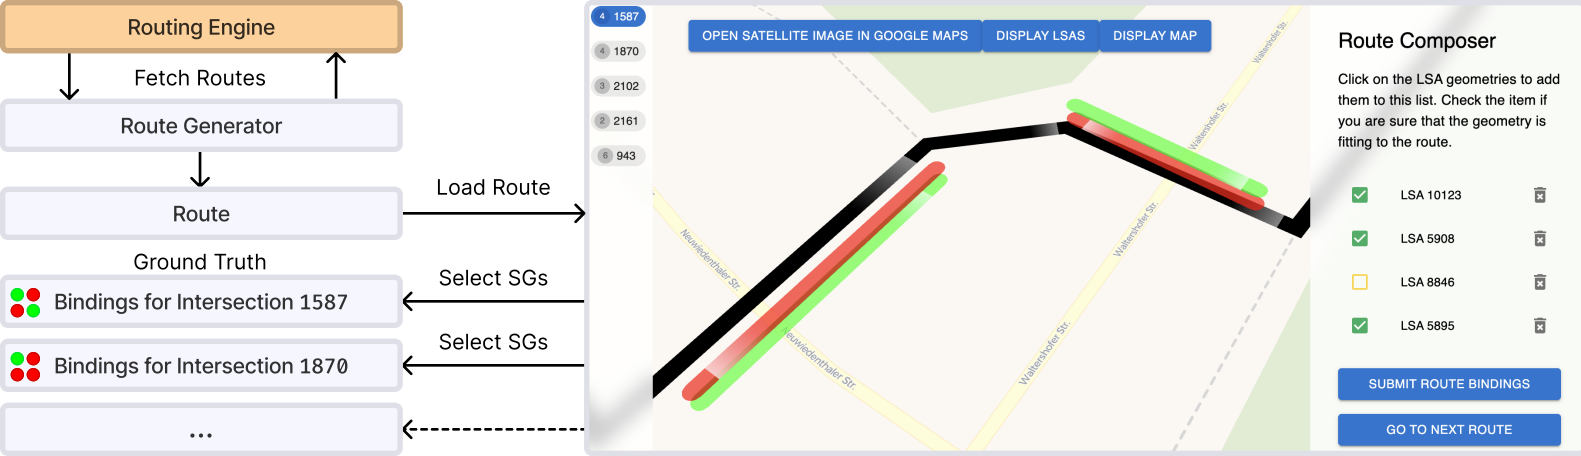 Routing Engine
Fetch Routes
Route Generator
Route
Load Route
Ground Truth
Bindings for Intersection 1587
Select SGs
Bindings for Intersection 1870
Select SGs
...
4 1587
4 1870
3 2102
2 2161
6 943
OPEN SATELLITE IMAGE IN GOOGLE MAPS
DISPLAY LSAS
DISPLAY MAP
Waltershofer Str.
Waltershofer Str.
Waltershofer Str.
Waltershofer Str.
Neuwiedenthaler Str.
Neuwiedenthaler Str.
Route Composer
Click on the LSA geometries to add
them to this list. Check the item if
you are sure that the geometry is
fitting to the route.
LSA 10123
LSA 5908
LSA 8846
LSA 5895
SUBMIT ROUTE BINDINGS
GO TO NEXT ROUTE